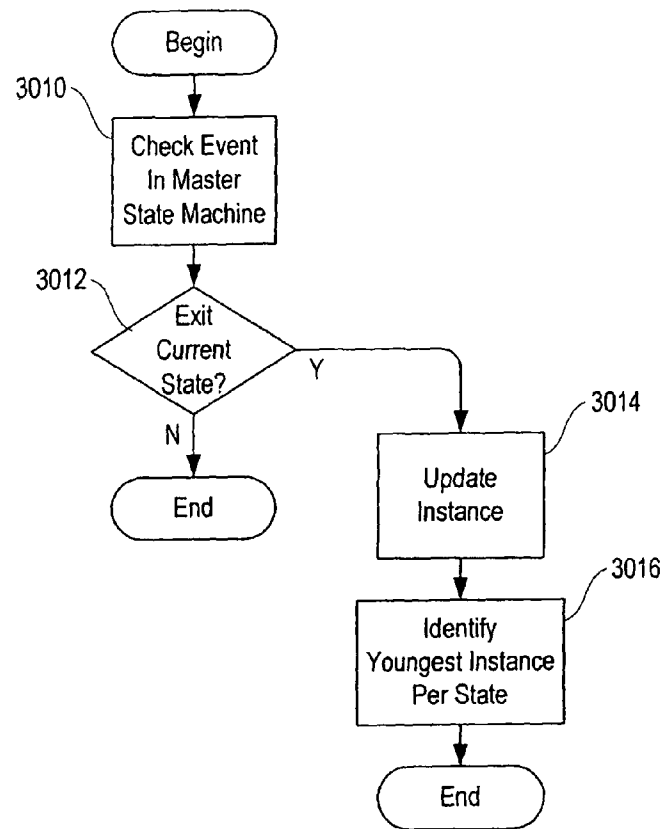 Begin
3010
Check Event
In Master
State Machine
3012
Exit
Current
State?
Y
N
End
3014
Update
Instance
3016
Identify
Youngest Instance
Per State
End